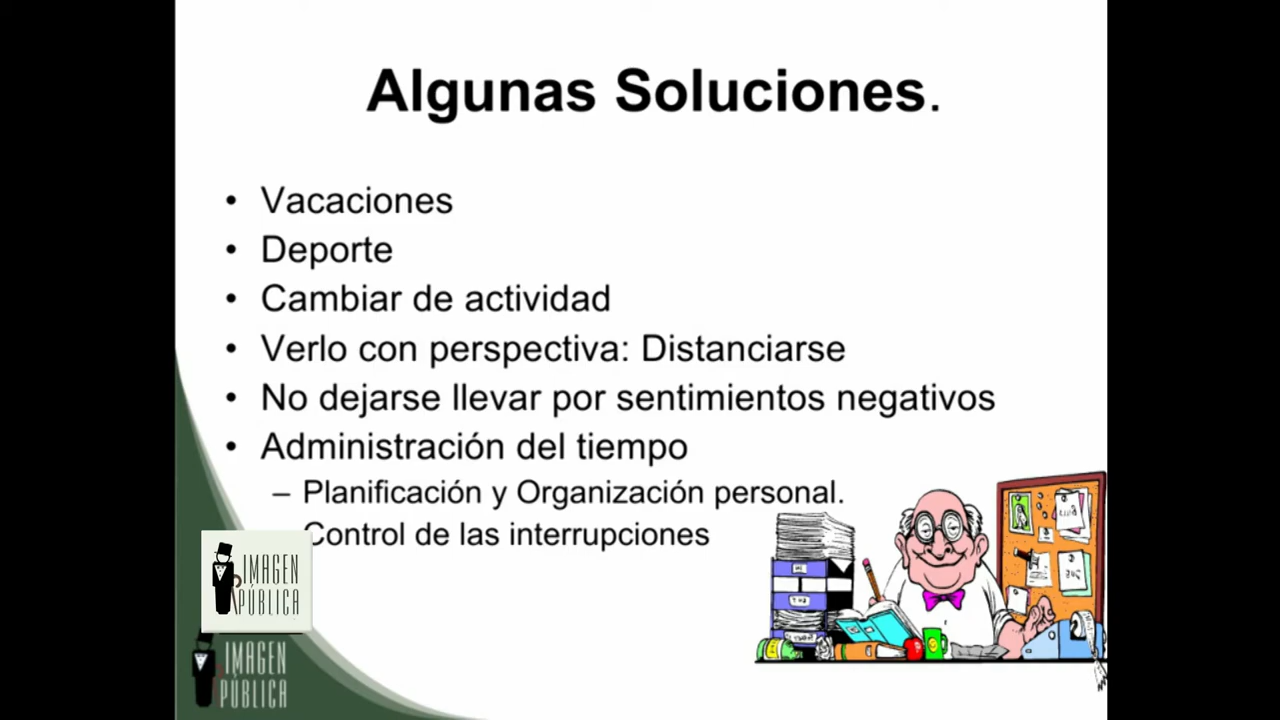 Algunas Soluciones.
• Vacaciones
• Deporte
• Cambiar de actividad
• Verlo con perspectiva: Distanciarse
• No dejarse llevar por sentimientos negativos
• Administración del tiempo
– Planificación y Organización personal.
Control de las interrupciones
IMAGEN
PÚBLICA
IMAGEN
PÚBLICA